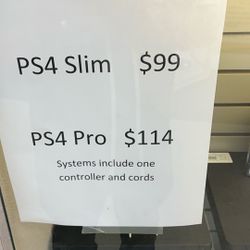 PS4 Slim $99
PS4 Pro $114
Systems include one
controller and cords